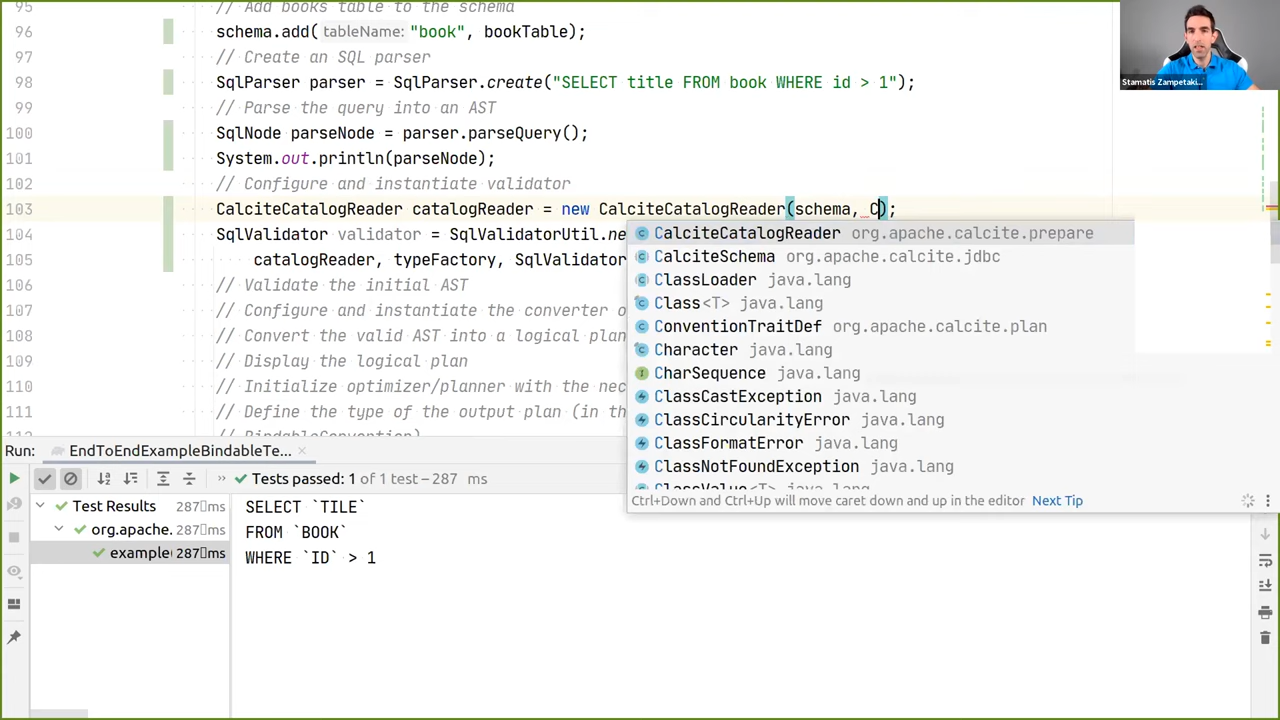 95 // Add books table to the schema
96 schema.add( tableName: "book", bookTable);
97 // Create an SQL parser
98 SqlParser parser = SqlParser.create("SELECT title FROM book WHERE id > 1");
99 // Parse the query into an AST
100 SqlNode parseNode = parser.parseQuery();
101 System.out.println(parseNode);
102 // Configure and instantiate validator
103 CalciteCatalogReader catalogReader = new CalciteCatalogReader(schema, C);
104 SqlValidator validator = SqlValidatorUtil.ne
105 catalogReader, typeFactory, SqlValidator
106 // Validate the initial AST
107 // Configure and instantiate the converter o
108 // Convert the valid AST into a logical plan
109 // Display the logical plan
110 // Initialize optimizer/planner with the nec
111 // Define the type of the output plan (in th
112 // BindableConvention)
CalciteCatalogReader org.apache.calcite.prepare
CalciteSchema org.apache.calcite.jdbc
ClassLoader java.lang
Class<T> java.lang
ConventionTraitDef org.apache.calcite.plan
Character java.lang
CharSequence java.lang
ClassCastException java.lang
ClassCircularityError java.lang
ClassFormatError java.lang
ClassNotFoundException java.lang
ClassValue<T> java.lang
Ctrl+Down and Ctrl+Up will move caret down and up in the editor Next Tip
Stamatis Zampetaki...
Run: EndToEndExampleBindableTe... ×
» Tests passed: 1 of 1 test – 287 ms
Test Results 287 ms
org.apache. 287 ms
example( 287 ms
SELECT `TILE`
FROM `BOOK`
WHERE `ID` > 1